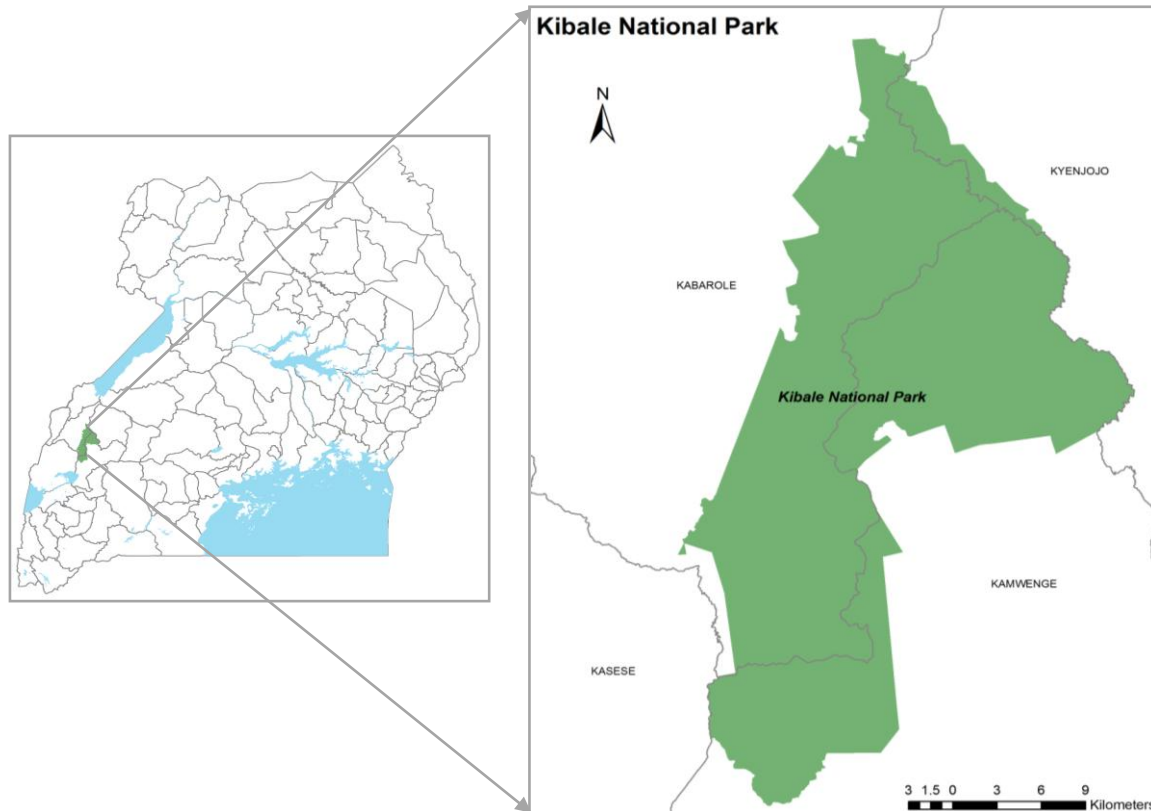 Kibale National Park
N
KYENJOJO
KABAROLE
Kibale National Park
KAMWENGE
KASESE
3 1.5 0 3 6 9
Kilometers